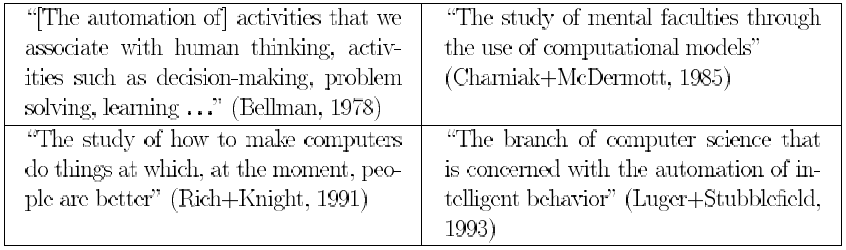 “[The automation of] activities that we
associate with human thinking, activ-
ities such as decision-making, problem
solving, learning ...” (Bellman, 1978)
“The study of mental faculties through
the use of computational models”
(Charniak+McDermott, 1985)
“The study of how to make computers
do things at which, at the moment, peo-
ple are better” (Rich+Knight, 1991)
“The branch of computer science that
is concerned with the automation of in-
telligent behavior” (Luger+Stubblefield,
1993)